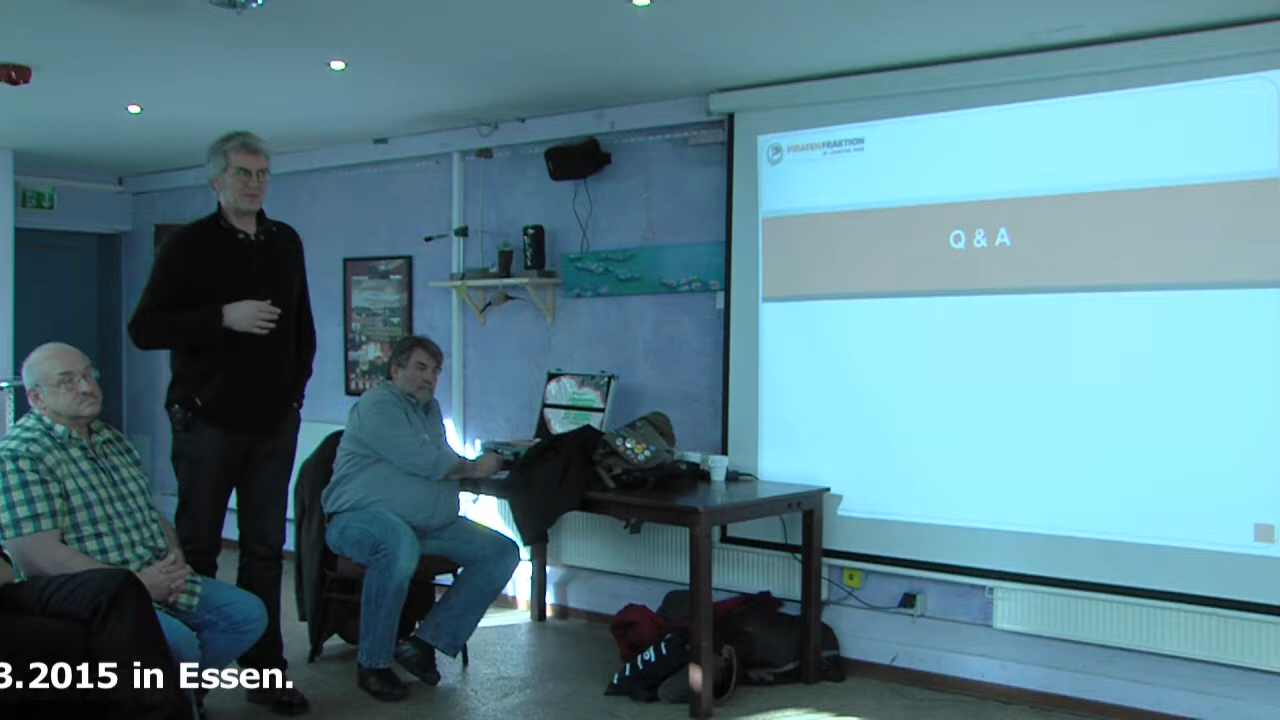 PIRATENFRAKTION
Q & A
3.2015 in Essen.